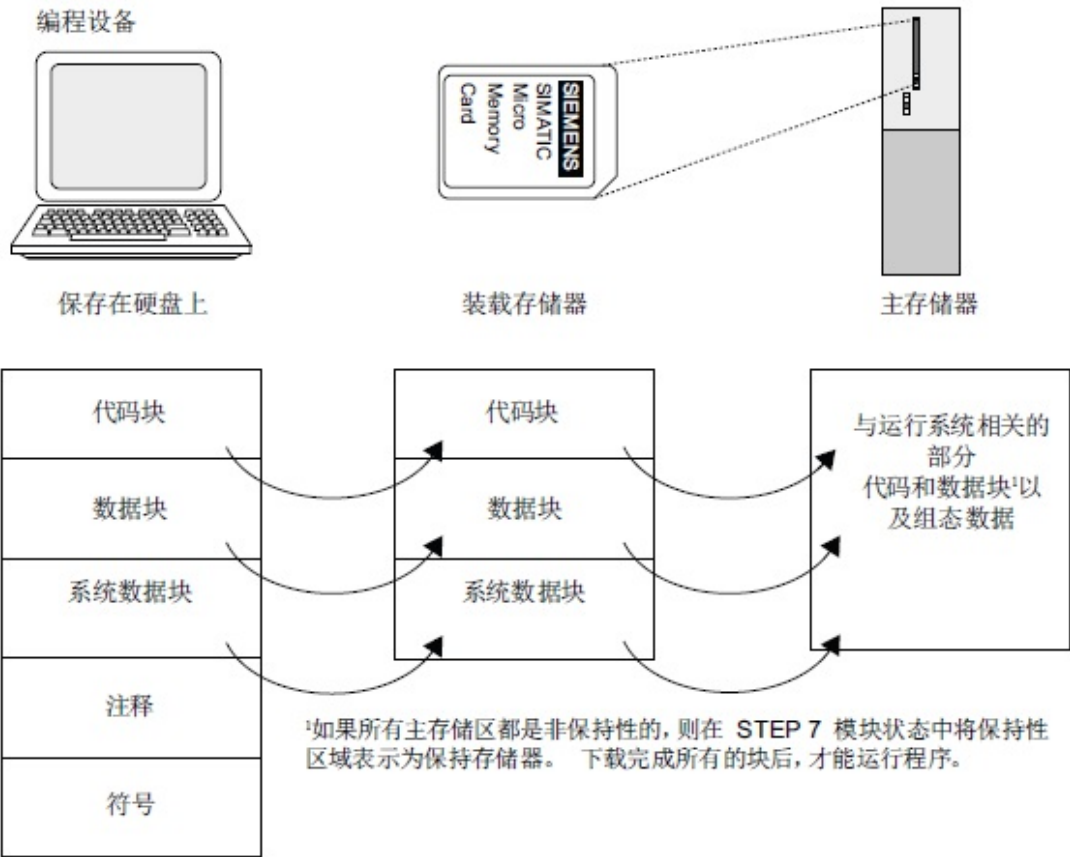 编程设备
SIEMENS
SIMATIC
Micro
Memory
Card
保存在硬盘上
装载存储器
主存储器
代码块
数据块
系统数据块
注释
符号
代码块
数据块
系统数据块
与运行系统相关的
部分
代码和数据块¹以
及组态数据
¹如果所有主存储区都是非保持性的，则在 STEP 7 模块状态中将保持性
区域表示为保持存储器。 下载完成所有的块后，才能运行程序。